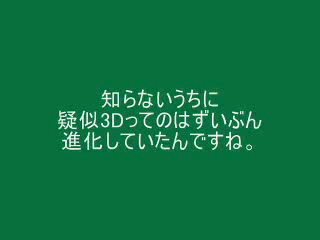 知らないうちに
疑似3Dってのはずいぶん
進化していたんですね。